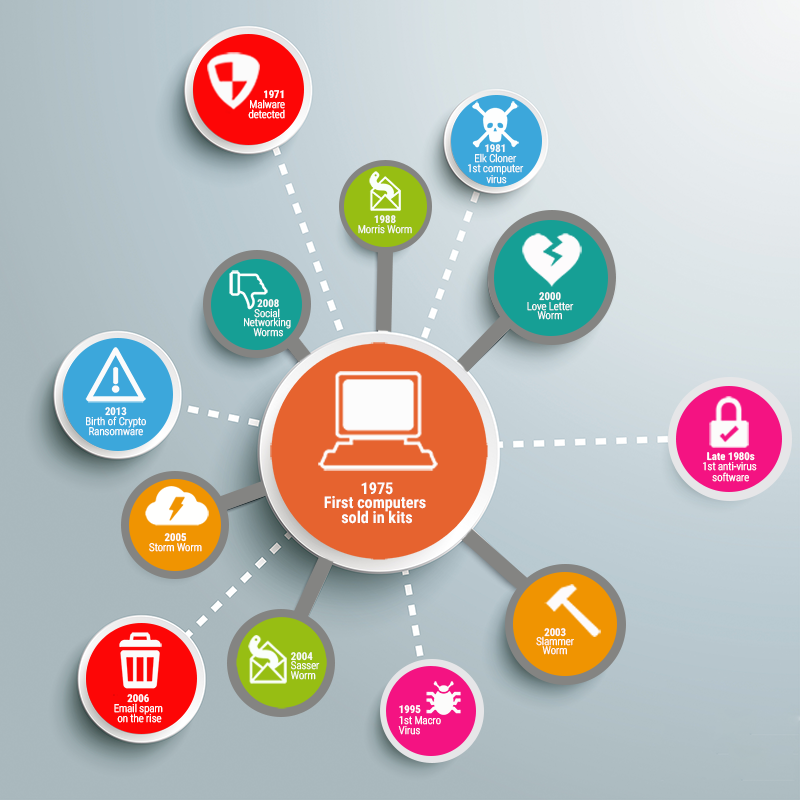 1971
Malware
detected
1981
Elk Cloner
1st computer
virus
1988
Morris Worm
2000
Love Letter
Worm
2008
Social
Networking
Worms
2013
Birth of Crypto
Ransomware
Late 1980s
1st anti-virus
software
1975
First computers
sold in kits
2005
Storm Worm
2003
Slammer
Worm
2004
Sasser
Worm
2006
Email spam
on the rise
1995
1st Macro
Virus